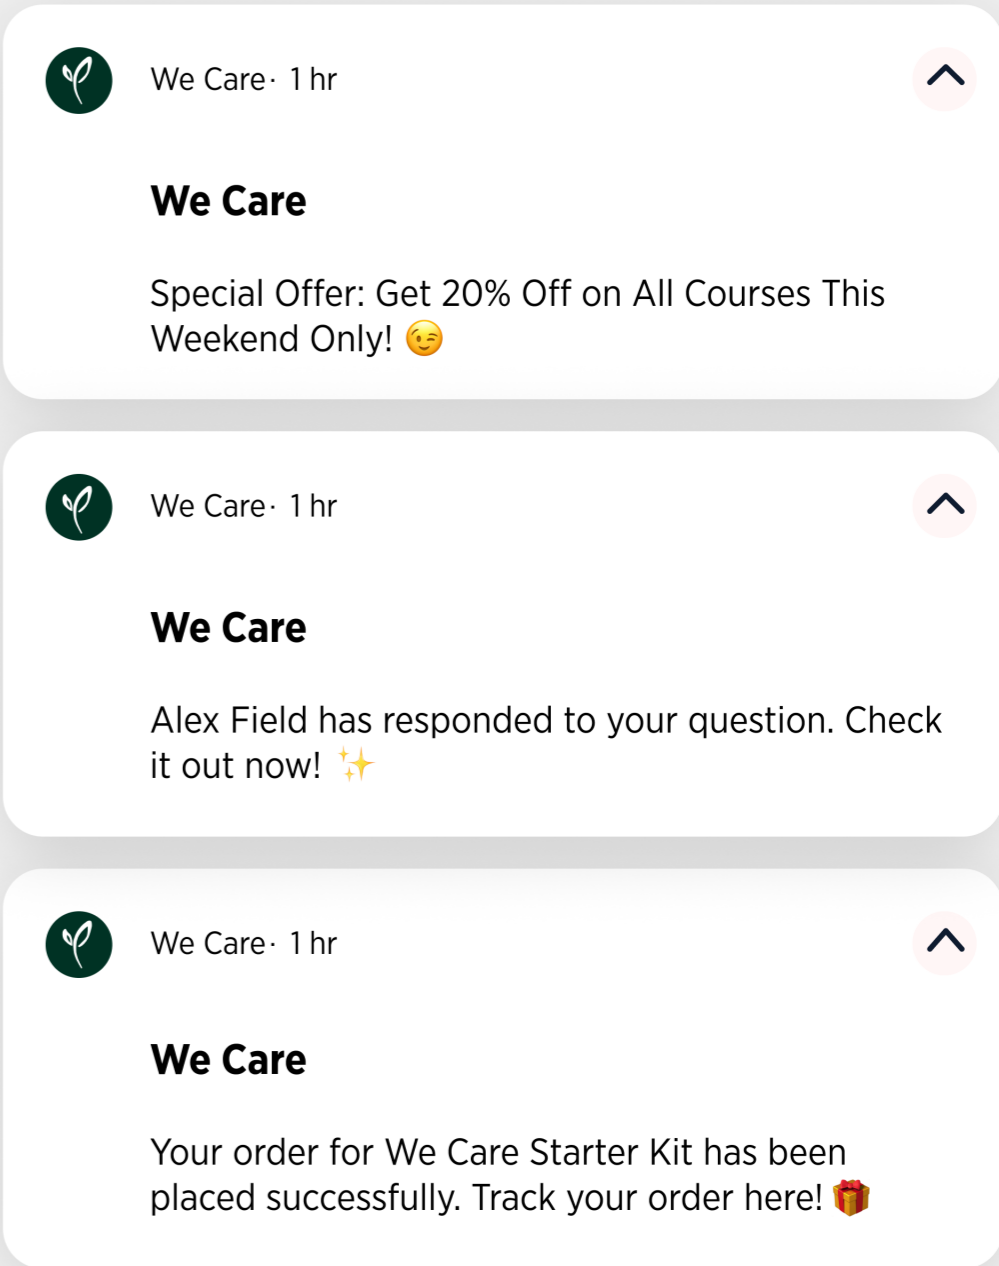 We Care· 1 hr
We Care
Special Offer: Get 20% Off on All Courses This
Weekend Only! 😉
We Care· 1 hr
We Care
Alex Field has responded to your question. Check
it out now! ✨
We Care· 1 hr
We Care
Your order for We Care Starter Kit has been
placed successfully. Track your order here! 🎁